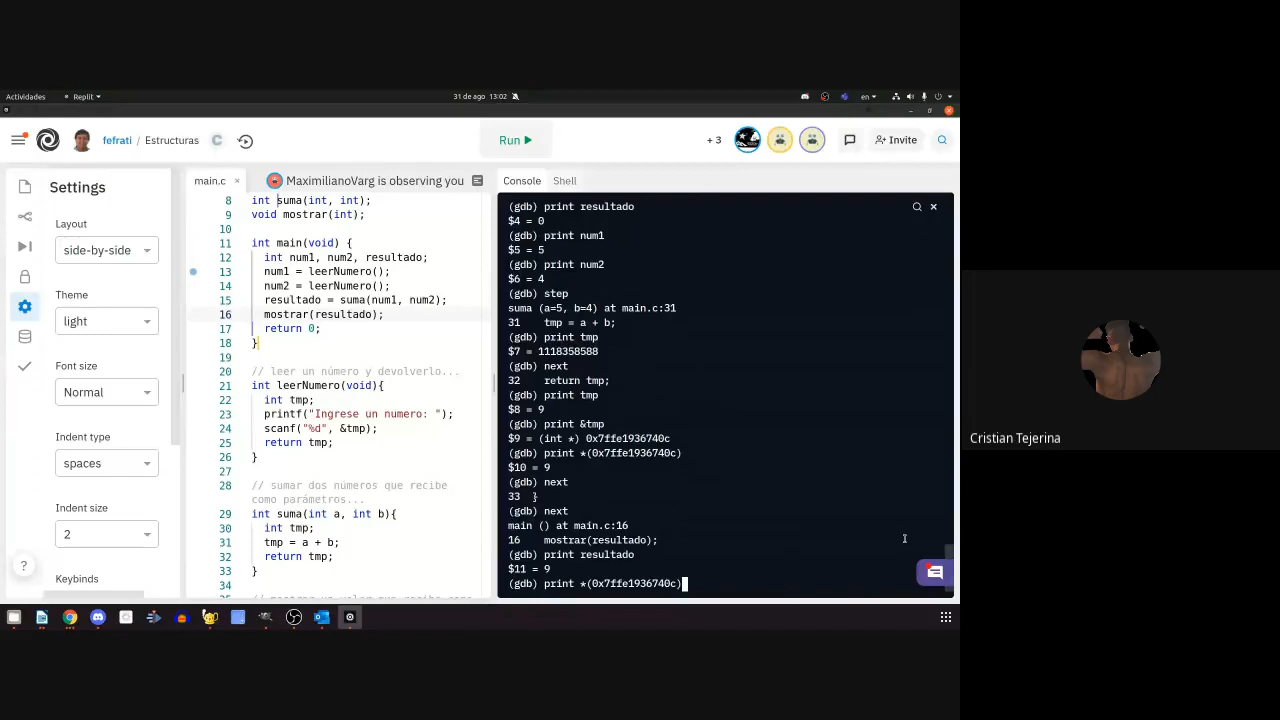 Actividades
Replit
31 de ago 13:02
en
fefrati / Estructuras
C
Run
+ 3
Invite
Settings
Layout
side-by-side
Theme
light
Font size
Normal
Indent type
spaces
Indent size
2
Keybinds
?
main.c ×
MaximilianoVarg is observing you
8 int suma(int, int);
9 void mostrar(int);
10
11 int main(void) {
12 int num1, num2, resultado;
13 num1 = leerNumero();
14 num2 = leerNumero();
15 resultado = suma(num1, num2);
16 mostrar(resultado);
17 return 0;
18 }
19
20 // leer un número y devolverlo...
21 int leerNumero(void){
22 int tmp;
23 printf("Ingrese un numero: ");
24 scanf("%d", &tmp);
25 return tmp;
26 }
27
28 // sumar dos números que recibe
como parámetros...
29 int suma(int a, int b){
30 int tmp;
31 tmp = a + b;
32 return tmp;
33 }
34
Console
Shell
(gdb) print resultado
$4 = 0
(gdb) print num1
$5 = 5
(gdb) print num2
$6 = 4
(gdb) step
suma (a=5, b=4) at main.c:31
31 tmp = a + b;
(gdb) print tmp
$7 = 1118358588
(gdb) next
32 return tmp;
(gdb) print tmp
$8 = 9
(gdb) print &tmp
$9 = (int *) 0x7ffe1936740c
(gdb) print *(0x7ffe1936740c)
$10 = 9
(gdb) next
33 }
(gdb) next
main () at main.c:16
16 mostrar(resultado);
(gdb) print resultado
$11 = 9
(gdb) print *(0x7ffe1936740c)
Cristian Tejerina